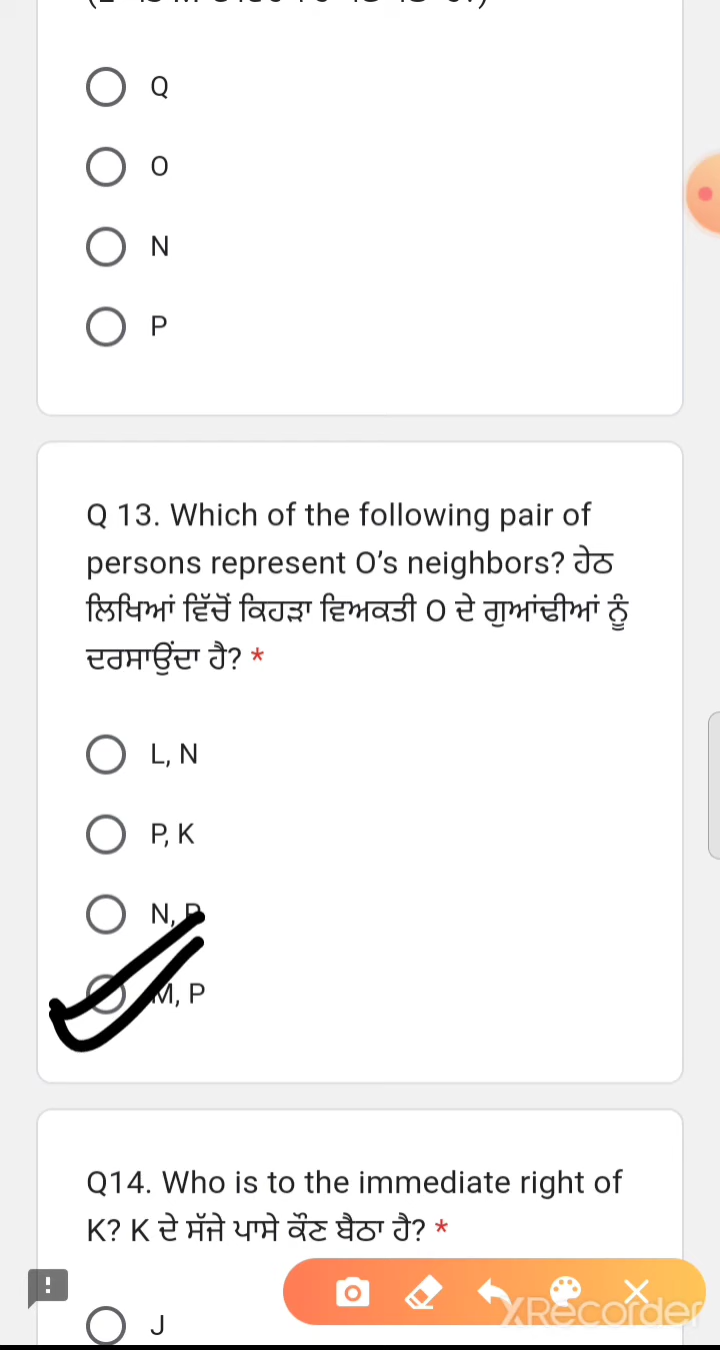 Q
O
N
P
Q 13. Which of the following pair of
persons represent O's neighbors? ਹੇਠ
ਲਿਖਿਆਂ ਵਿੱਚੋਂ ਕਿਹੜਾ ਵਿਅਕਤੀ O ਦੇ ਗੁਆਂਢੀਆਂ ਨੂੰ
ਦਰਸਾਉਂਦਾ ਹੈ? *
L, N
P, K
N,
M, P
Q14. Who is to the immediate right of
K? K ਦੇ ਸੱਜੇ ਪਾਸੇ ਕੌਣ ਬੈਠਾ ਹੈ? *
J
XRecorder